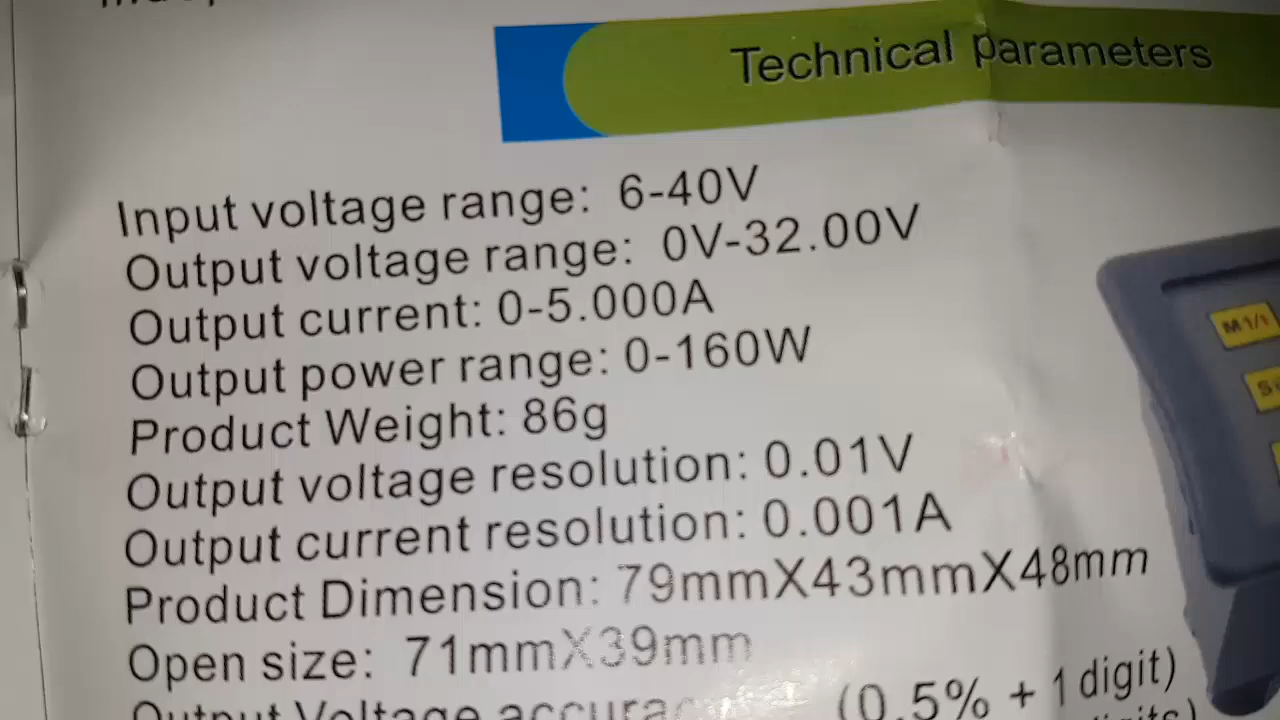 Technical parameters
Input voltage range: 6-40V
Output voltage range: 0V-32.00V
Output current: 0-5.000A
Output power range: 0-160W
Product Weight: 86g
Output voltage resolution: 0.01V
Output current resolution: 0.001A
Product Dimension: 79mmX43mmX48mm
Open size: 71mmX39mm
Output Voltage (0.5% + 1 digit)